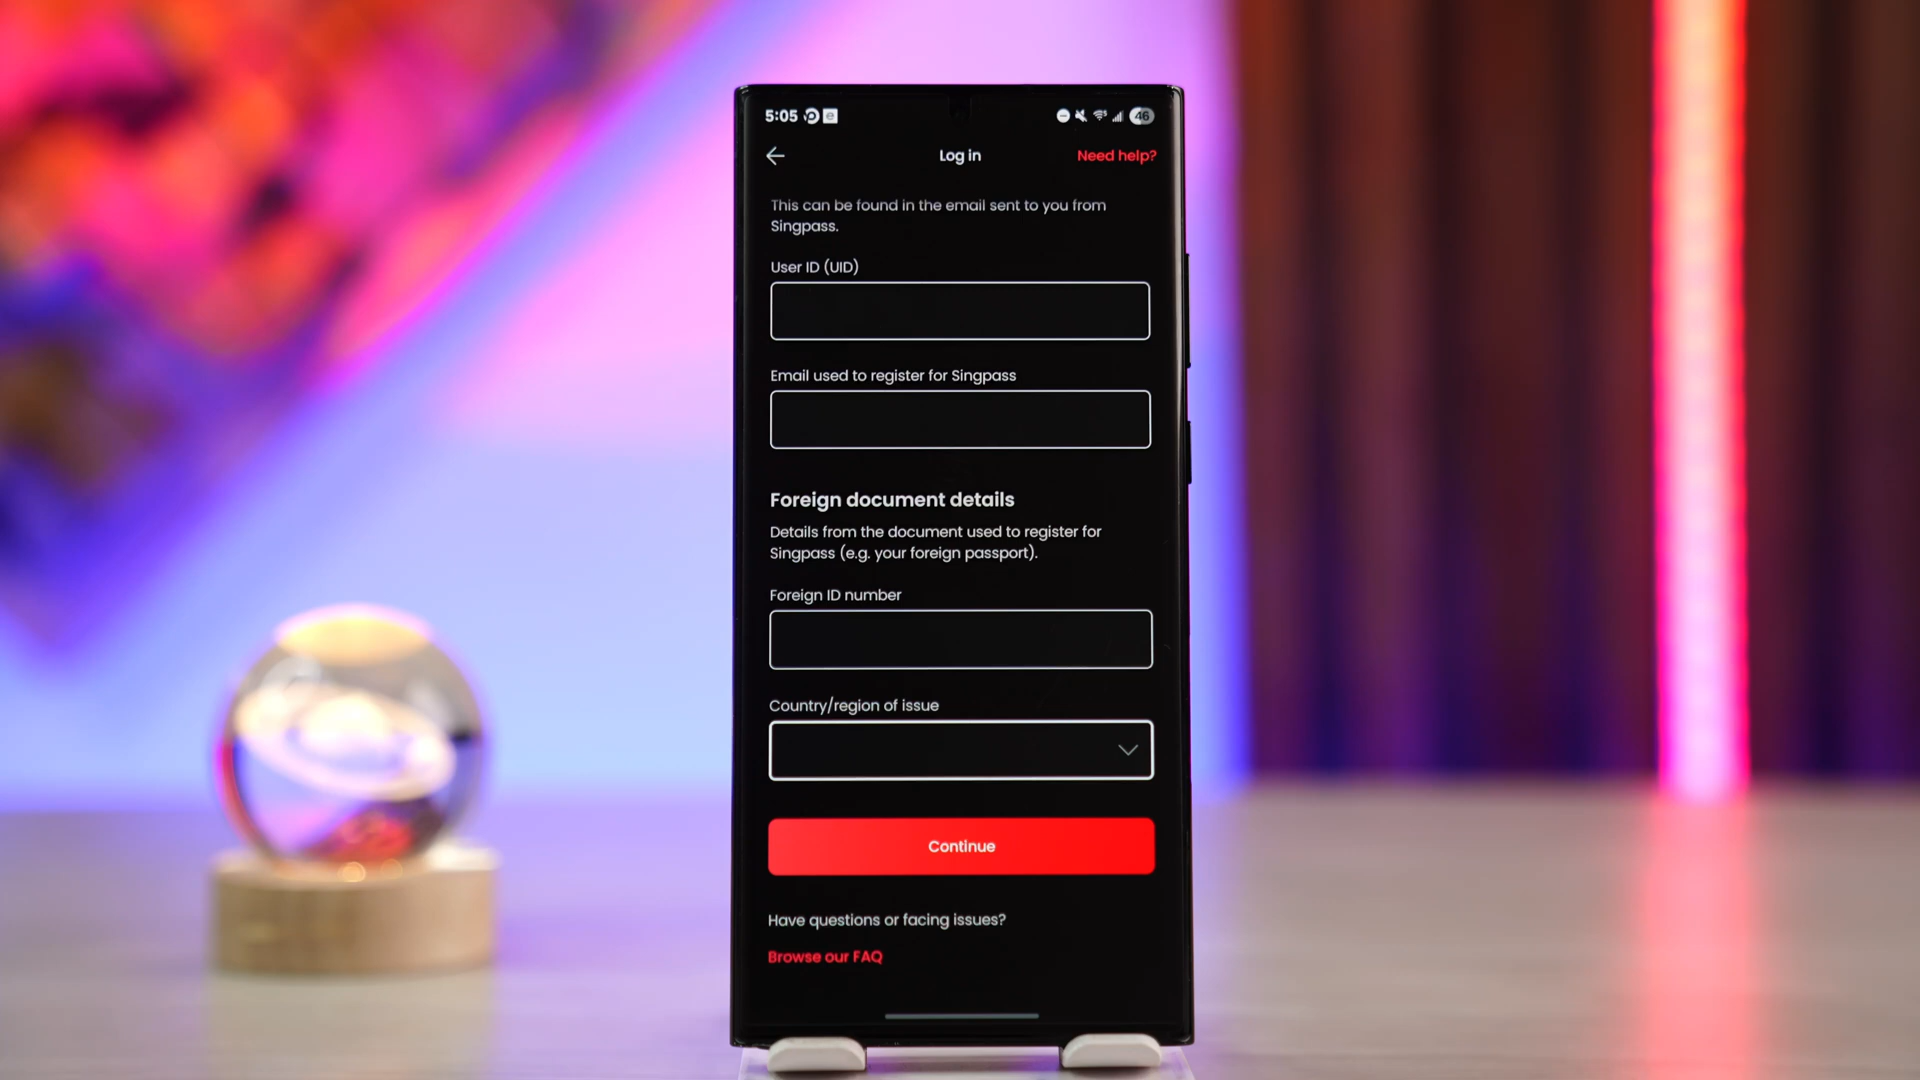 5:05
46
Log in
Need help?
This can be found in the email sent to you from
Singpass.
User ID (UID)
Email used to register for Singpass
Foreign document details
Details from the document used to register for
Singpass (e.g. your foreign passport).
Foreign ID number
Country/region of issue
Continue
Have questions or facing issues?
Browse our FAQ